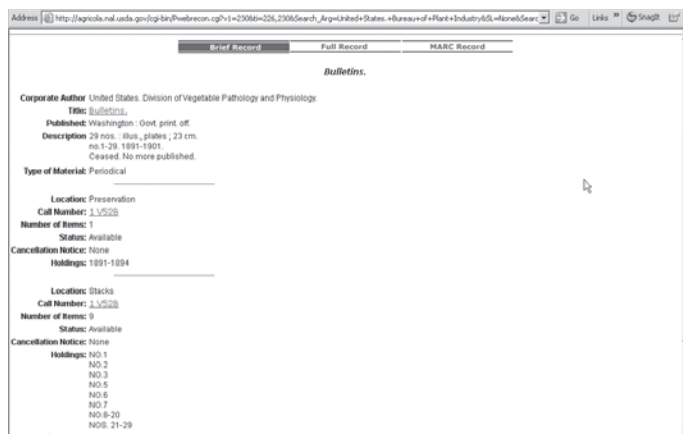 Address http://agricola.nal.usda.gov/cgi-bin/Pwebrecon.cgi?v1=230&ti=226,230&Search_Arg=United+States.+Bureau+of+Plant+Industry&SL=None&Searc Go Links » SnagIt
Brief Record Full Record MARC Record
Bulletins.
Corporate Author United States. Division of Vegetable Pathology and Physiology.
Title: Bulletins.
Published: Washington : Govt. print. off.
Description 29 nos. : illus., plates ; 23 cm.
no.1-29. 1891-1901.
Ceased. No more published.
Type of Material: Periodical
Location: Preservation
Call Number: 1 V52B
Number of Items: 1
Status: Available
Cancellation Notice: None
Holdings: 1891-1894
Location: Stacks
Call Number: 1 V52B
Number of Items: 9
Status: Available
Cancellation Notice: None
Holdings: NO.1
NO.2
NO.3
NO.5
NO.6
NO.7
NO.8-20
NOS. 21-29